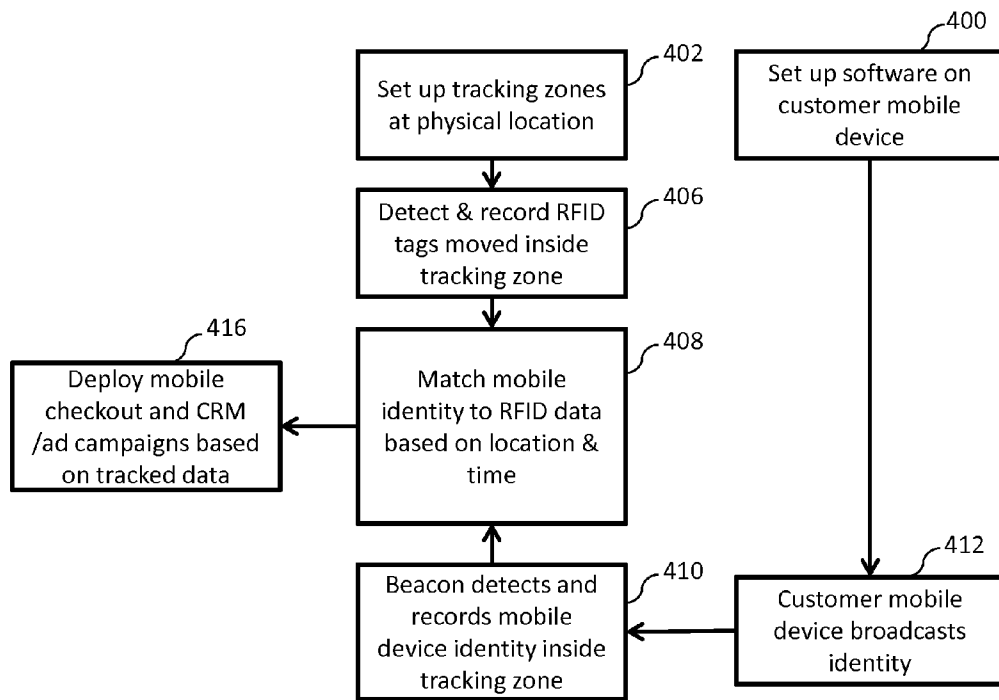 402
Set up tracking zones
at physical location
400
Set up software on
customer mobile
device
406
Detect & record RFID
tags moved inside
tracking zone
416
Deploy mobile
checkout and CRM
/ad campaigns based
on tracked data
408
Match mobile
identity to RFID data
based on location &
time
410
Beacon detects and
records mobile
device identity inside
tracking zone
412
Customer mobile
device broadcasts
identity